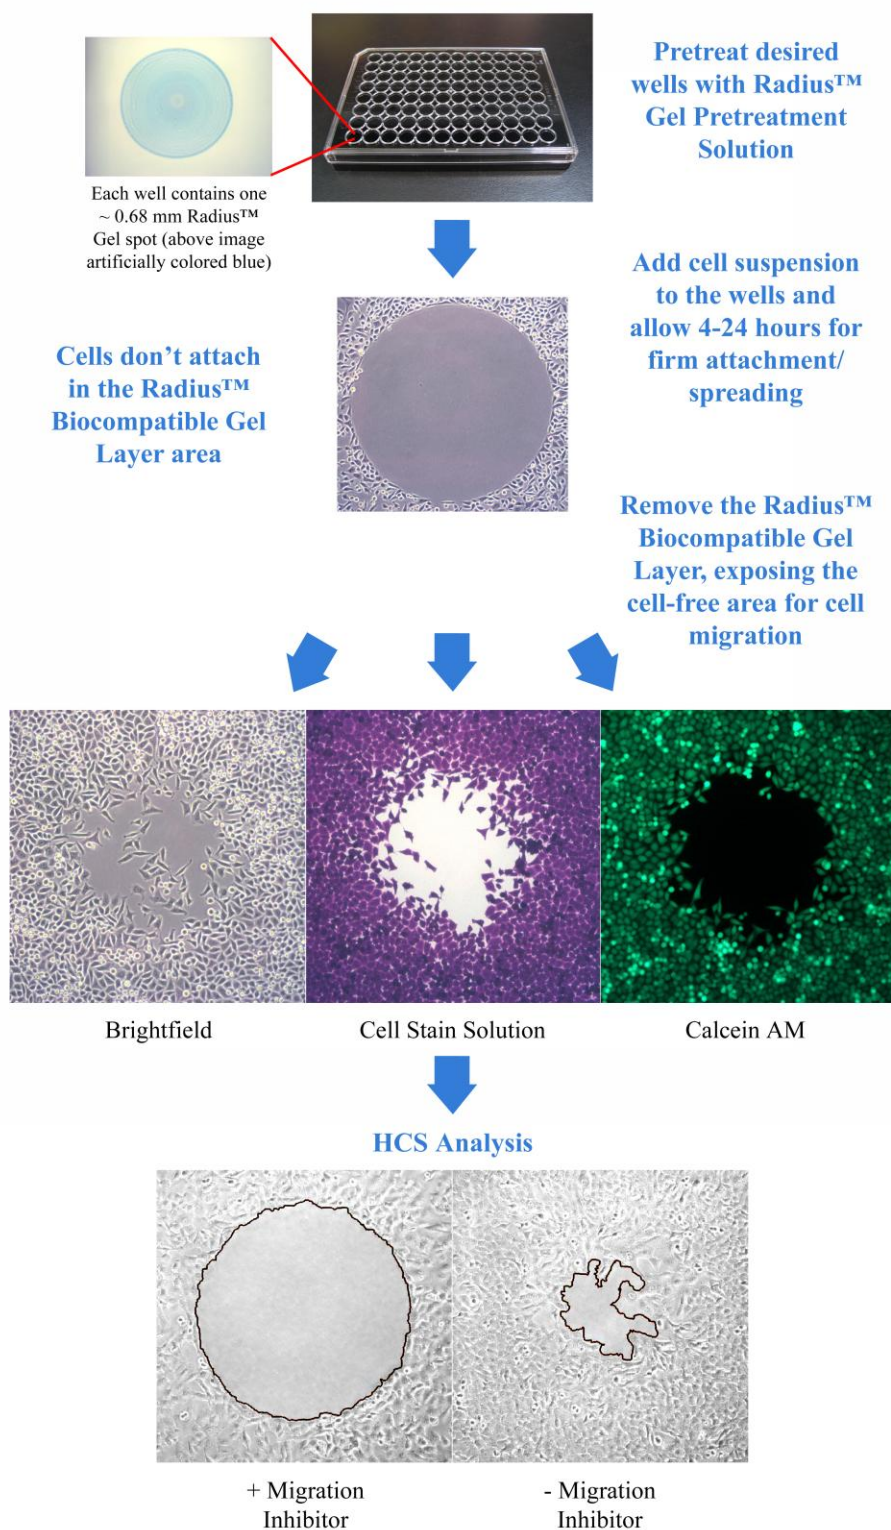 Pretreat desired
wells with Radius™
Gel Pretreatment
Solution
Each well contains one
~ 0.68 mm Radius™
Gel spot (above image
artificially colored blue)
Add cell suspension
to the wells and
allow 4-24 hours for
firm attachment/
spreading
Cells don’t attach
in the Radius™
Biocompatible Gel
Layer area
Remove the Radius™
Biocompatible Gel
Layer, exposing the
cell-free area for cell
migration
Brightfield
Cell Stain Solution
Calcein AM
HCS Analysis
+ Migration
Inhibitor
- Migration
Inhibitor